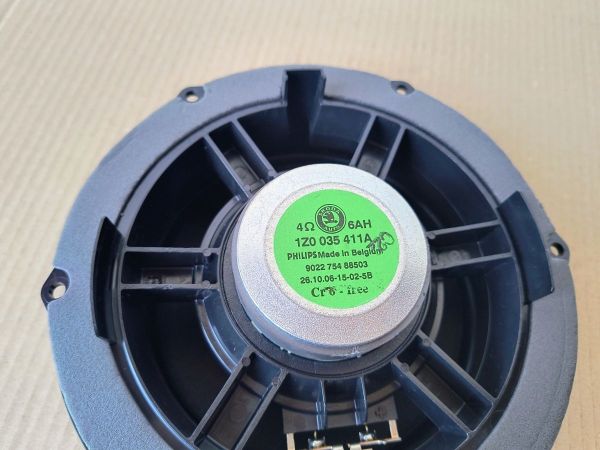 4Ω 6AH
1Z0 035 411A
PHILIPS Made in Belgium
9022 754 88503
26.10.06-15-02-5B
Cr6 - free